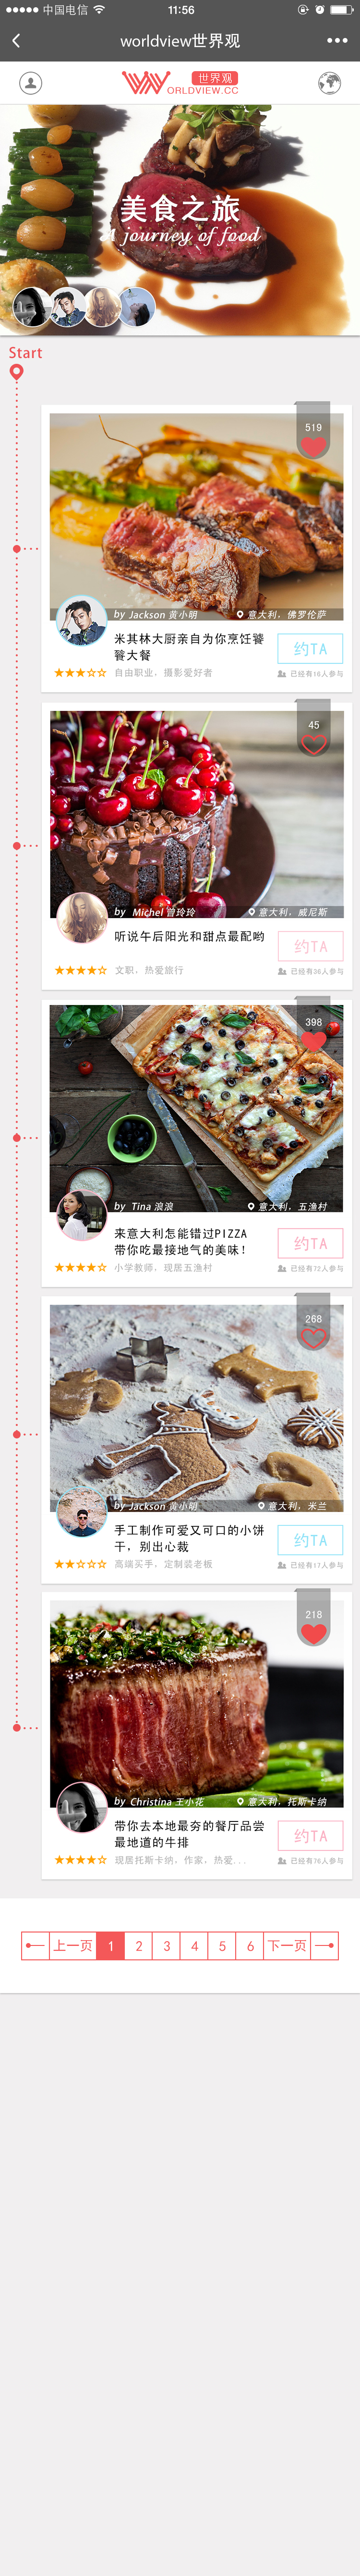 中国电信 11:56
worldview世界观
世界观
WORLDVIEW.CC
美食之旅
A journey of food
Start
519
by Jackson 黄小明 意大利，佛罗伦萨
米其林大厨亲自为你烹饪饕
餮大餐
约TA
自由职业，摄影爱好者 已经有16人参与
45
by Michel 管玲玲 意大利，威尼斯
听说午后阳光和甜点最配哟
约TA
文职，热爱旅行 已经有36人参与
398
by Tina 浪浪 意大利，五渔村
来意大利怎能错过PIZZA
带你吃最接地气的美味！
约TA
小学教师，现居五渔村 已经有72人参与
268
by Jackson 黄小明 意大利，米兰
手工制作可爱又可口的小饼
干，别出心裁
约TA
高端买手，定制装老板 已经有17人参与
218
by Christina 王小花 意大利，托斯卡纳
带你去本地最夯的餐厅品尝
最地道的牛排
约TA
现居托斯卡纳，作家，热爱... 已经有76人参与
上一页 1 2 3 4 5 6 下一页